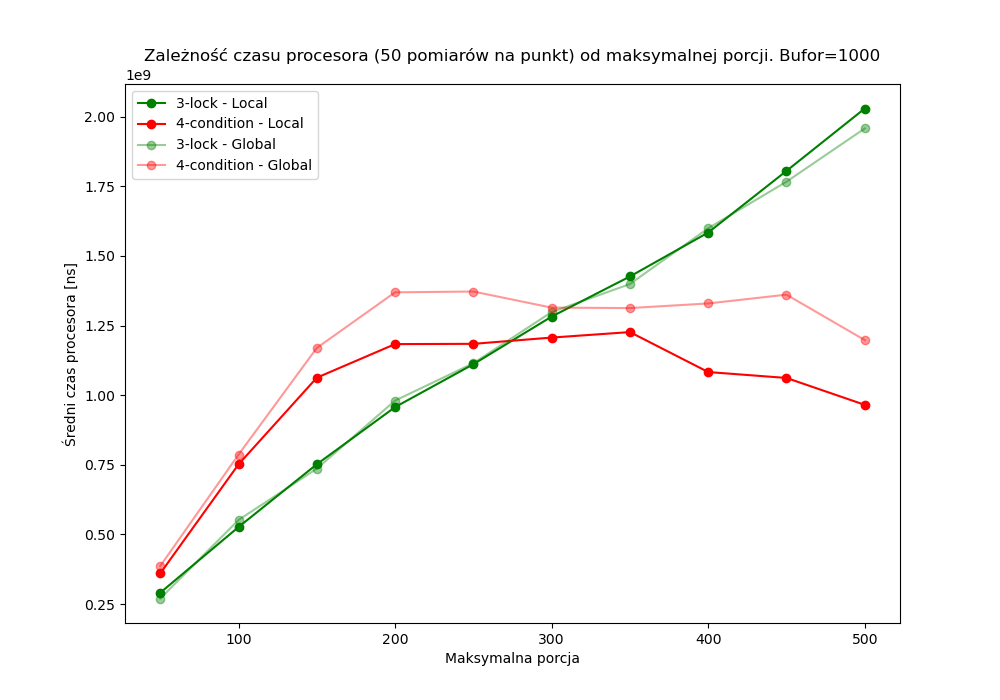 Zależność czasu procesora (50 pomiarów na punkt) od maksymalnej porcji. Bufor=1000
1e9
3-lock - Local
4-condition - Local
3-lock - Global
4-condition - Global
2.00
1.75
1.50
1.25
1.00
0.75
0.50
0.25
Średni czas procesora [ns]
100 200 300 400 500
Maksymalna porcja